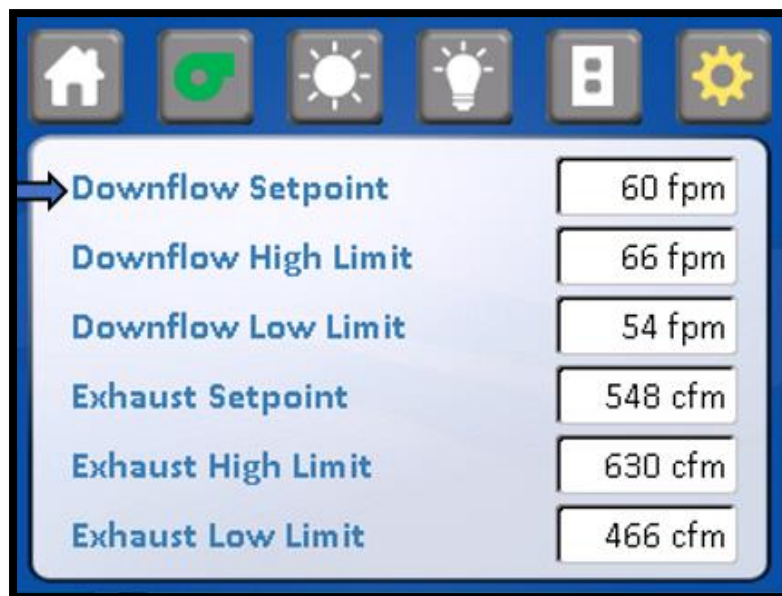 Downflow Setpoint 60 fpm
Downflow High Limit 66 fpm
Downflow Low Limit 54 fpm
Exhaust Setpoint 548 cfm
Exhaust High Limit 630 cfm
Exhaust Low Limit 466 cfm